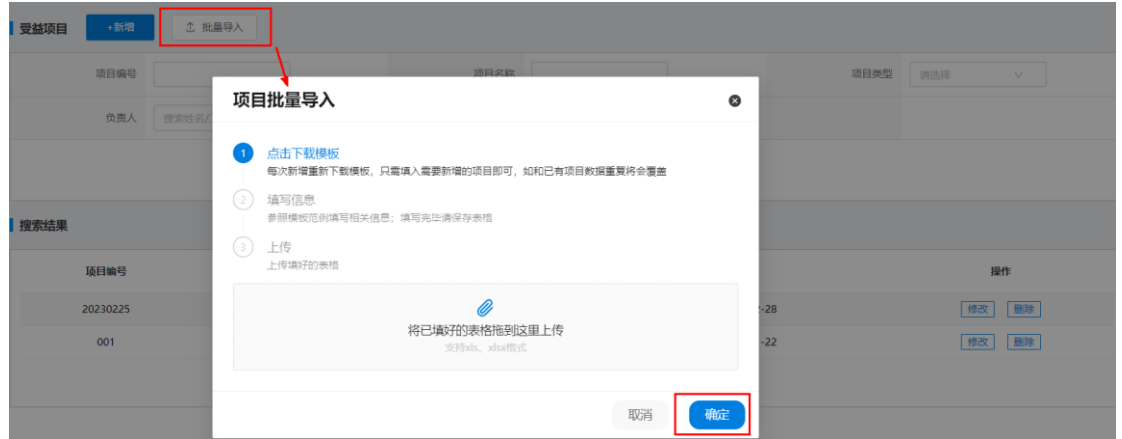 受益项目 +新增 批量导入
项目编号 项目名称 项目类型 请选择
项目批量导入
负责人 搜索姓名/
1 点击下载模板
每次新增重新下载模板，只需填入需要新增的项目即可，如和已有项目数据重复将会覆盖
2 填写信息
参照模板范例填写相关信息；填写完毕请保存表格
搜索结果
3 上传
上传填好的表格
项目编号 操作
20230225 -28 修改 删除
将已填好的表格拖到这里上传
001 -22 修改 删除
支持xls、xlsx格式
取消 确定